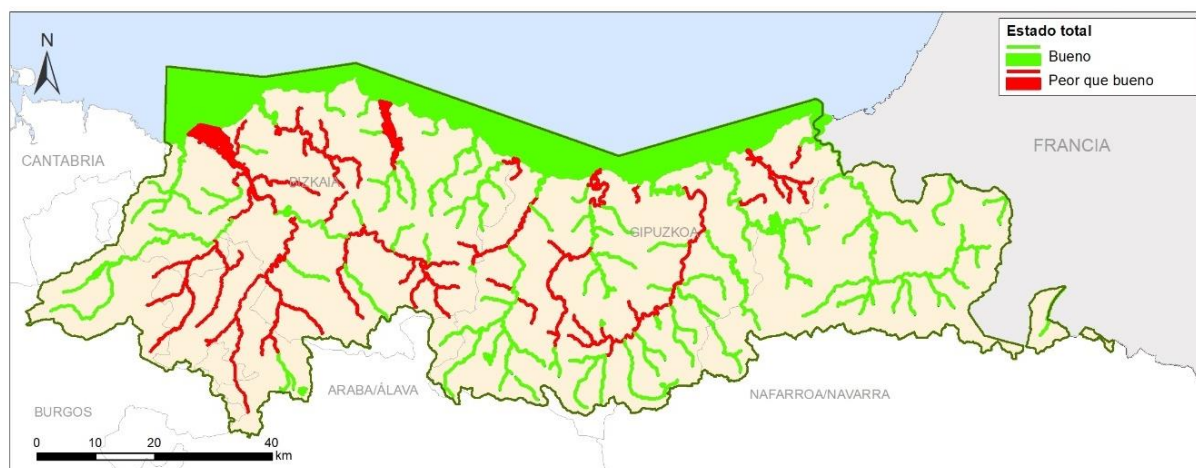 N
Estado total
Bueno
Peor que bueno
CANTABRIA
FRANCIA
BIZKAIA
GIPUZKOA
ARABA/ÁLAVA
NAFARROA/NAVARRA
BURGOS
0 10 20 40
km